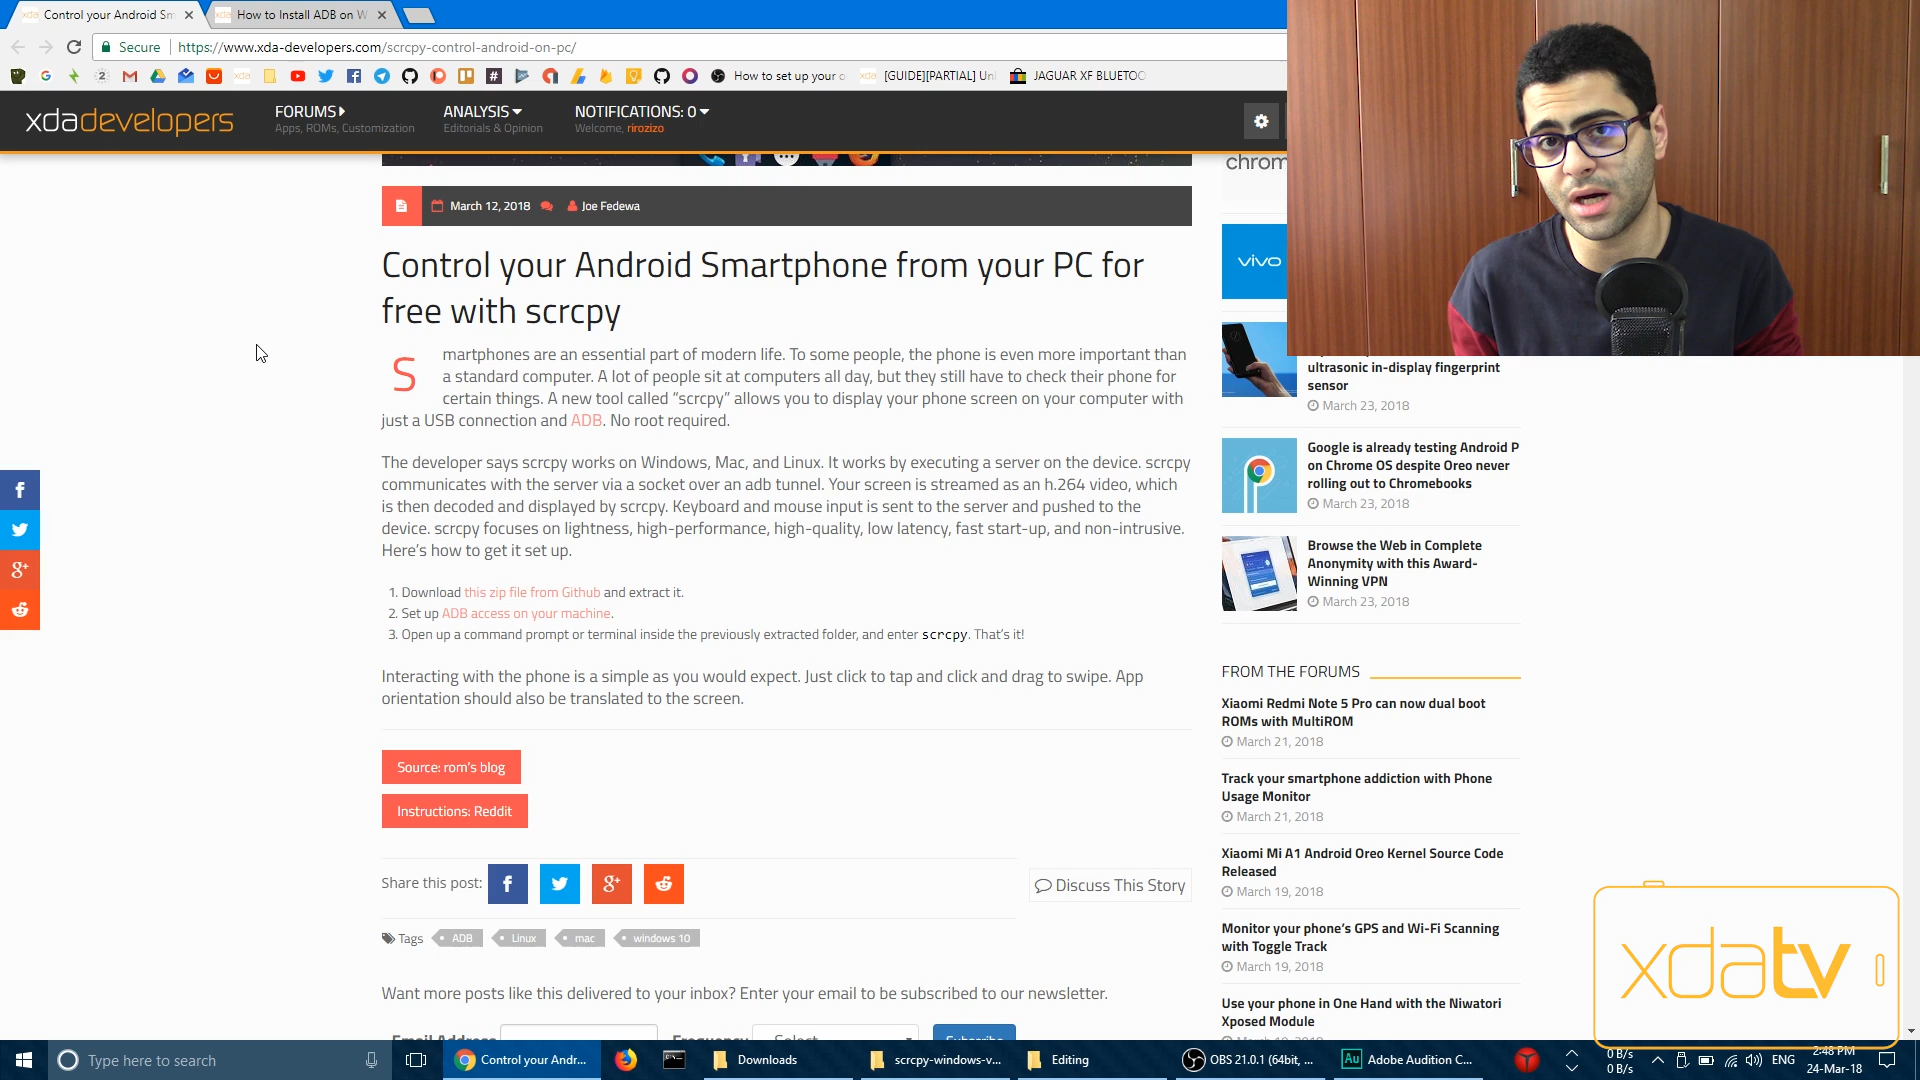 Control your Android Sm
How to Install ADB on W
Secure
https://www.xda-developers.com/scrcpy-control-android-on-pc/
How to set up your o
[GUIDE][PARTIAL] Uni
JAGUAR XF BLUETOO
xdadevelopers
FORUMS
Apps, ROMs, Customization
ANALYSIS
Editorials & Opinion
NOTIFICATIONS: 0
Welcome, rirozizo
chrom
March 12, 2018
Joe Fedewa
Control your Android Smartphone from your PC for
free with scrcpy
Smartphones are an essential part of modern life. To some people, the phone is even more important than
a standard computer. A lot of people sit at computers all day, but they still have to check their phone for
certain things. A new tool called “scrcpy” allows you to display your phone screen on your computer with
just a USB connection and ADB. No root required.
The developer says scrcpy works on Windows, Mac, and Linux. It works by executing a server on the device. scrcpy
communicates with the server via a socket over an adb tunnel. Your screen is streamed as an h.264 video, which
is then decoded and displayed by scrcpy. Keyboard and mouse input is sent to the server and pushed to the
device. scrcpy focuses on lightness, high-performance, high-quality, low latency, fast start-up, and non-intrusive.
Here’s how to get it set up.
1. Download this zip file from Github and extract it.
2. Set up ADB access on your machine.
3. Open up a command prompt or terminal inside the previously extracted folder, and enter scrcpy. That’s it!
Interacting with the phone is a simple as you would expect. Just click to tap and click and drag to swipe. App
orientation should also be translated to the screen.
Source: rom’s blog
Instructions: Reddit
Share this post:
Discuss This Story
Tags
ADB
Linux
mac
windows 10
Want more posts like this delivered to your inbox? Enter your email to be subscribed to our newsletter.
Email Address
Frequency
Select
Subscribe
vivo
ultrasonic in-display fingerprint
sensor
March 23, 2018
Google is already testing Android P
on Chrome OS despite Oreo never
rolling out to Chromebooks
March 23, 2018
Browse the Web in Complete
Anonymity with this Award-
Winning VPN
March 23, 2018
FROM THE FORUMS
Xiaomi Redmi Note 5 Pro can now dual boot
ROMs with MultiROM
March 21, 2018
Track your smartphone addiction with Phone
Usage Monitor
March 21, 2018
Xiaomi Mi A1 Android Oreo Kernel Source Code
Released
March 19, 2018
Monitor your phone’s GPS and Wi-Fi Scanning
with Toggle Track
March 19, 2018
Use your phone in One Hand with the Niwatori
Xposed Module
xdatv
Type here to search
Control your Andr...
Downloads
scrcpy-windows-v...
Editing
OBS 21.0.1 (64bit, ...
Adobe Audition C...
0 B/s
0 B/s
ENG
2:48 PM
24-Mar-18